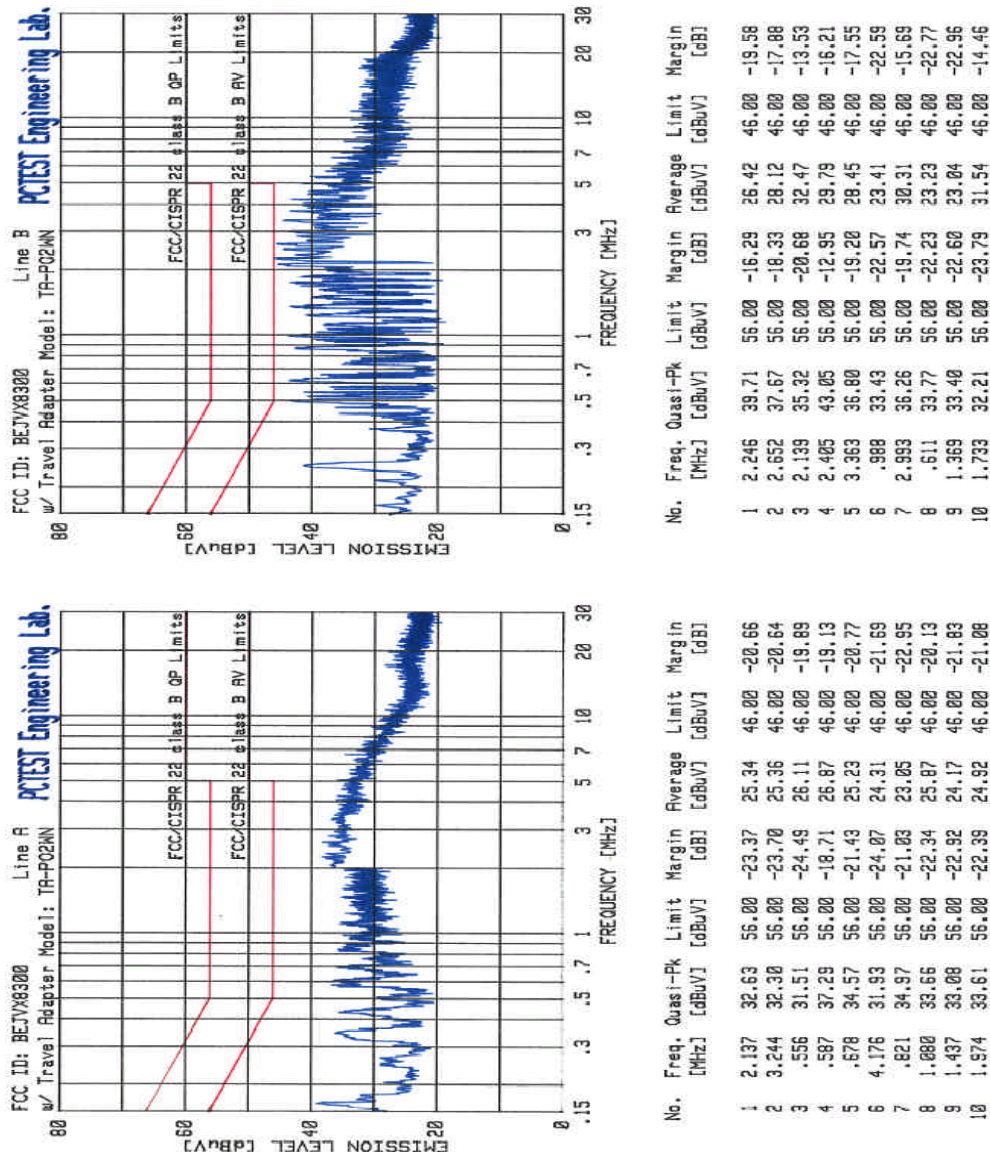 FCC ID: BEJVX8300 Line A PCTEST Engineering Lab.
w/ Travel Adapter Model: TA-P02WN
80
60
40
20
0
EMISSION LEVEL [dBuV]
FCC/CISPR 22 class B QP Limits
FCC/CISPR 22 class B AV Limits
.15 .3 .5 .7 1 3 5 7 10 20 30
FREQUENCY [MHz]
No. Freq. Quasi-Pk Limit Margin Average Limit Margin
[MHz] [dBuV] [dBuV] [dB] [dBuV] [dBuV] [dB]
1 2.137 32.63 56.00 -23.37 25.34 46.00 -20.66
2 3.244 32.30 56.00 -23.70 25.36 46.00 -20.64
3 .556 31.51 56.00 -24.49 26.11 46.00 -19.89
4 .587 37.29 56.00 -18.71 26.87 46.00 -19.13
5 .678 34.57 56.00 -21.43 25.23 46.00 -20.77
6 4.176 31.93 56.00 -24.07 24.31 46.00 -21.69
7 .821 34.97 56.00 -21.03 23.05 46.00 -22.95
8 1.080 33.66 56.00 -22.34 25.87 46.00 -20.13
9 1.437 33.08 56.00 -22.92 24.17 46.00 -21.83
10 1.974 33.61 56.00 -22.39 24.92 46.00 -21.08
FCC ID: BEJVX8300 Line B PCTEST Engineering Lab.
w/ Travel Adapter Model: TA-P02WN
80
60
40
20
0
EMISSION LEVEL [dBuV]
FCC/CISPR 22 class B QP Limits
FCC/CISPR 22 class B AV Limits
.15 .3 .5 .7 1 3 5 7 10 20 30
FREQUENCY [MHz]
No. Freq. Quasi-Pk Limit Margin Average Limit Margin
[MHz] [dBuV] [dBuV] [dB] [dBuV] [dBuV] [dB]
1 2.246 39.71 56.00 -16.29 26.42 46.00 -19.58
2 2.652 37.67 56.00 -18.33 28.12 46.00 -17.88
3 2.139 35.32 56.00 -20.68 32.47 46.00 -13.53
4 2.405 43.05 56.00 -12.95 29.79 46.00 -16.21
5 3.363 36.80 56.00 -19.20 28.45 46.00 -17.55
6 .988 33.43 56.00 -22.57 23.41 46.00 -22.59
7 2.993 36.26 56.00 -19.74 30.31 46.00 -15.69
8 .611 33.77 56.00 -22.23 23.23 46.00 -22.77
9 1.369 33.40 56.00 -22.60 23.04 46.00 -22.96
10 1.733 32.21 56.00 -23.79 31.54 46.00 -14.46